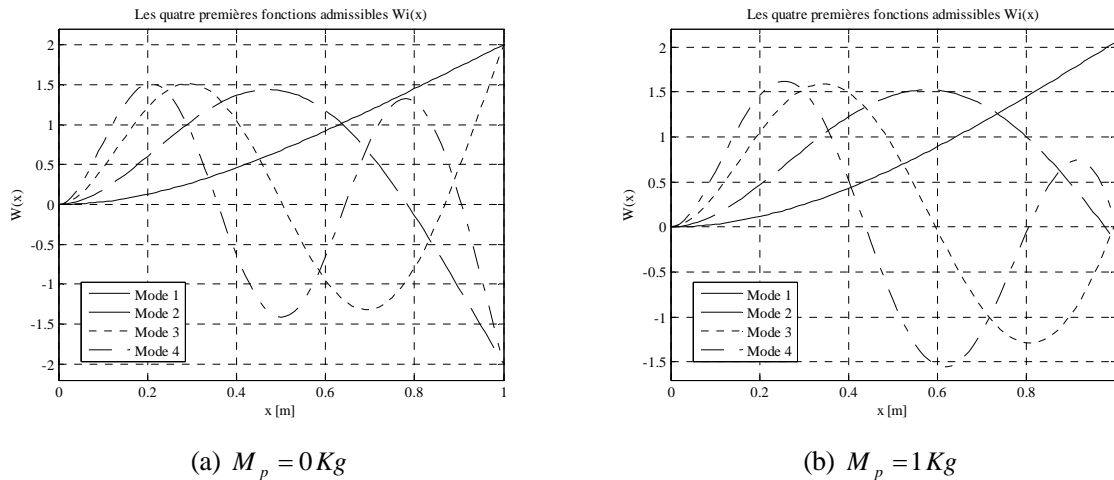 Les quatre premières fonctions admissibles Wi(x)
W(x)
2
1.5
1
0.5
0
-0.5
-1
-1.5
-2
Mode 1
Mode 2
Mode 3
Mode 4
0 0.2 0.4 0.6 0.8 1
x [m]
(a) M_p = 0 Kg
Les quatre premières fonctions admissibles Wi(x)
W(x)
2
1.5
1
0.5
0
-0.5
-1
-1.5
Mode 1
Mode 2
Mode 3
Mode 4
0 0.2 0.4 0.6 0.8
x [m]
(b) M_p = 1 Kg